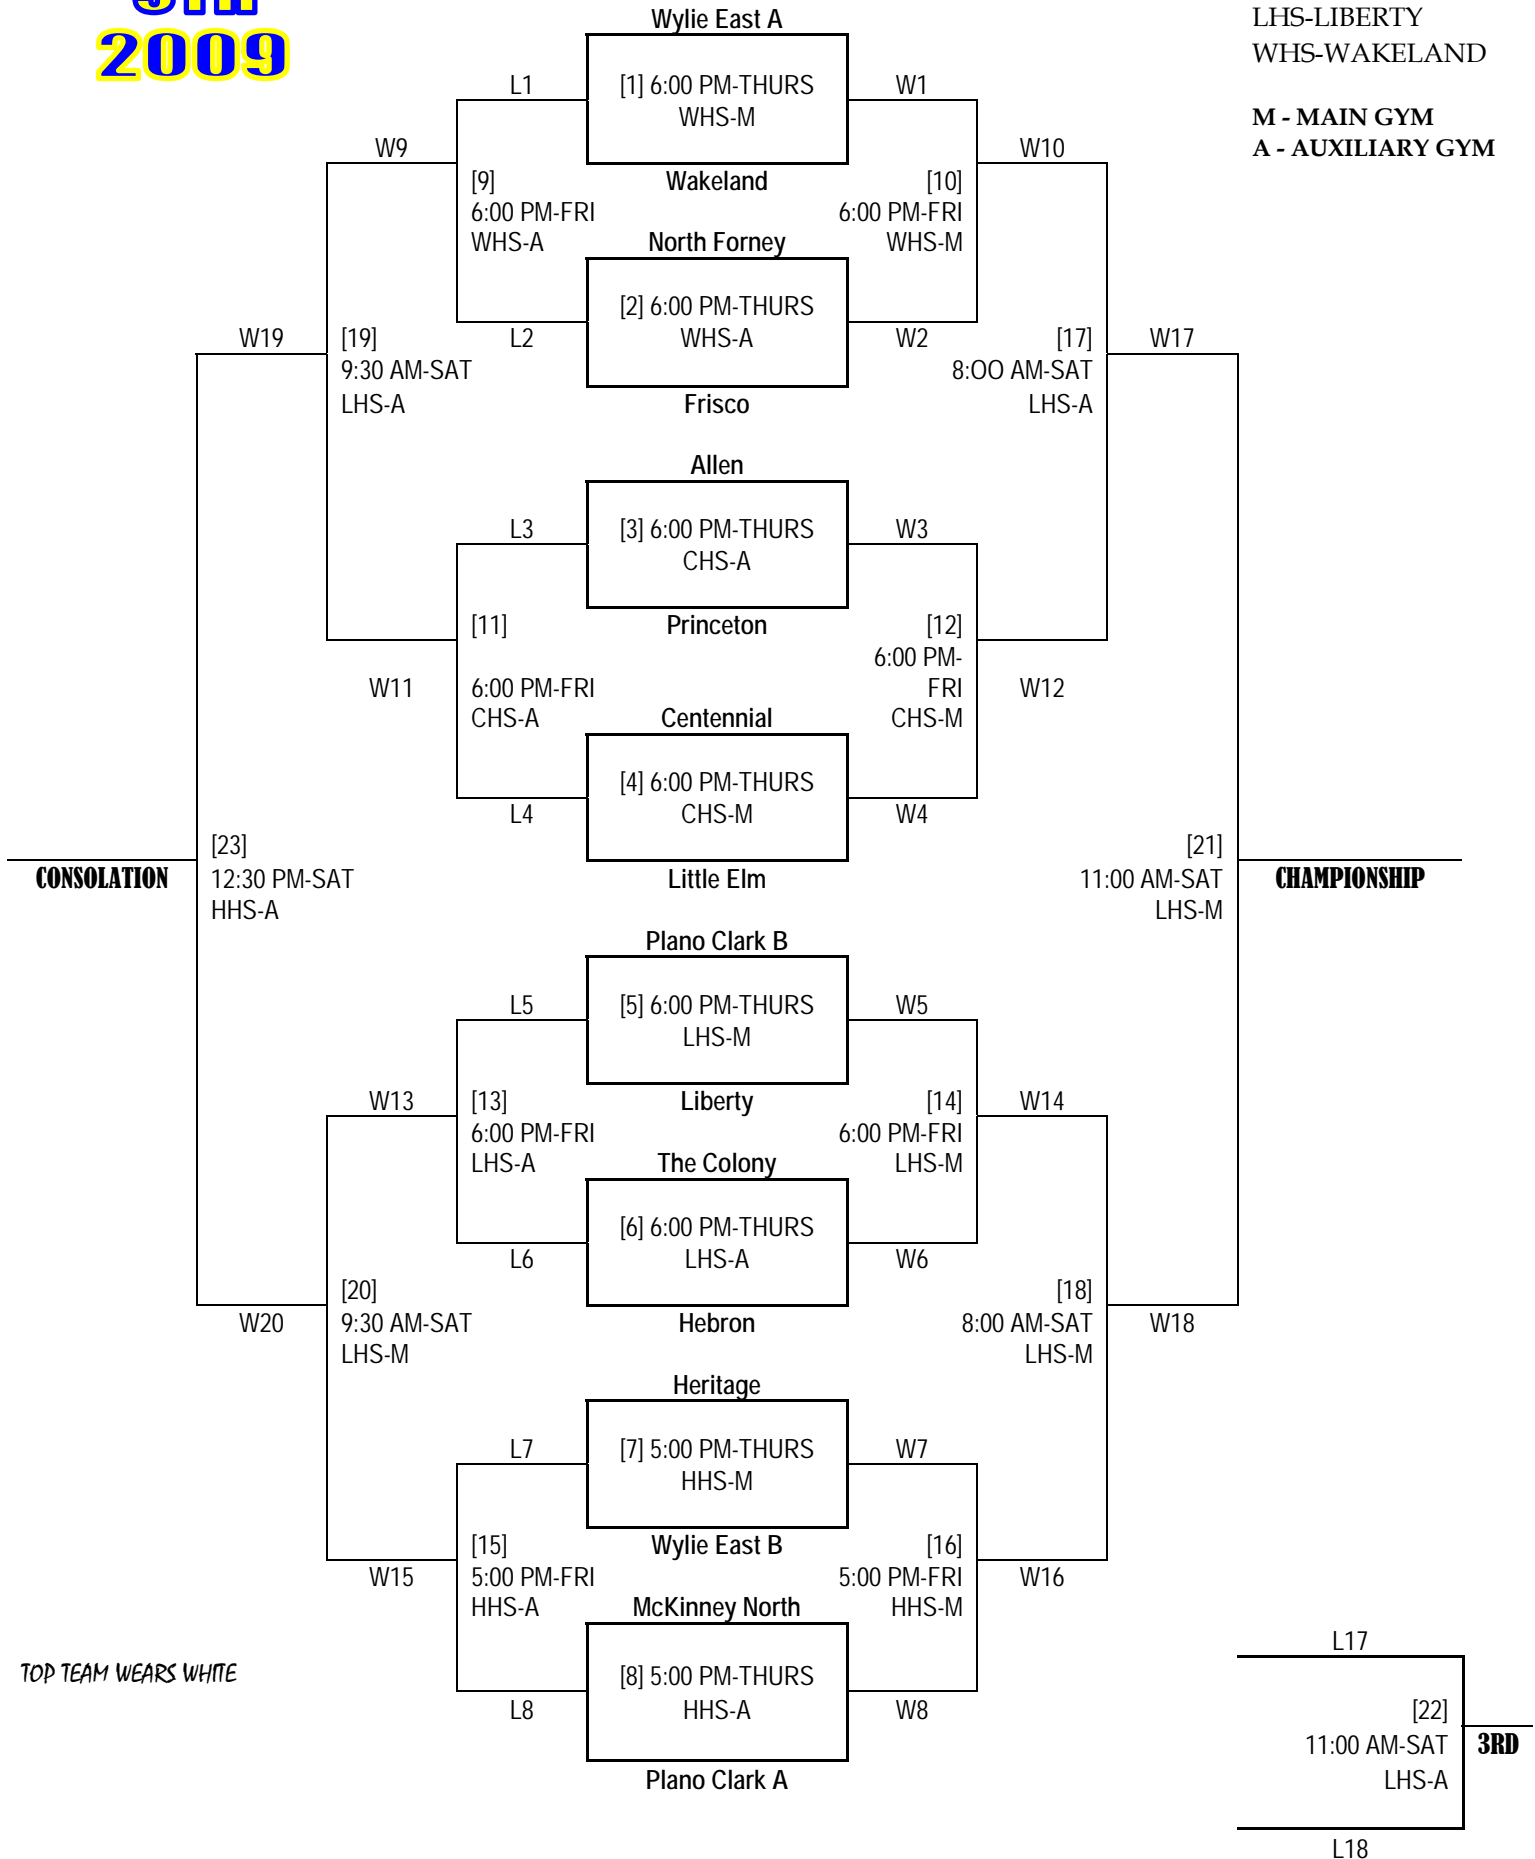 2009
LHS-LIBERTY
WHS-WAKELAND
M - MAIN GYM
A - AUXILIARY GYM
Wylie East A
L1
[1] 6:00 PM-THURS
WHS-M
W1
W9
Wakeland
W10
[9]
6:00 PM-FRI
WHS-A
[10]
6:00 PM-FRI
WHS-M
North Forney
[2] 6:00 PM-THURS
WHS-A
L2
W2
Frisco
W19
[19]
9:30 AM-SAT
LHS-A
[17]
8:OO AM-SAT
LHS-A
W17
Allen
L3
[3] 6:00 PM-THURS
CHS-A
W3
Princeton
[11]
6:00 PM-FRI
CHS-A
[12]
6:00 PM-
FRI
CHS-M
W11
W12
Centennial
[4] 6:00 PM-THURS
CHS-M
L4
W4
Little Elm
CONSOLATION
[23]
12:30 PM-SAT
HHS-A
[21]
11:00 AM-SAT
LHS-M
CHAMPIONSHIP
Plano Clark B
L5
[5] 6:00 PM-THURS
LHS-M
W5
Liberty
W13
[13]
6:00 PM-FRI
LHS-A
[14]
6:00 PM-FRI
LHS-M
W14
The Colony
[6] 6:00 PM-THURS
LHS-A
L6
W6
Hebron
W20
[20]
9:30 AM-SAT
LHS-M
[18]
8:00 AM-SAT
LHS-M
W18
Heritage
L7
[7] 5:00 PM-THURS
HHS-M
W7
Wylie East B
W15
[15]
5:00 PM-FRI
HHS-A
[16]
5:00 PM-FRI
HHS-M
W16
McKinney North
[8] 5:00 PM-THURS
HHS-A
L8
W8
Plano Clark A
TOP TEAM WEARS WHITE
L17
[22]
11:00 AM-SAT
LHS-A
3RD
L18